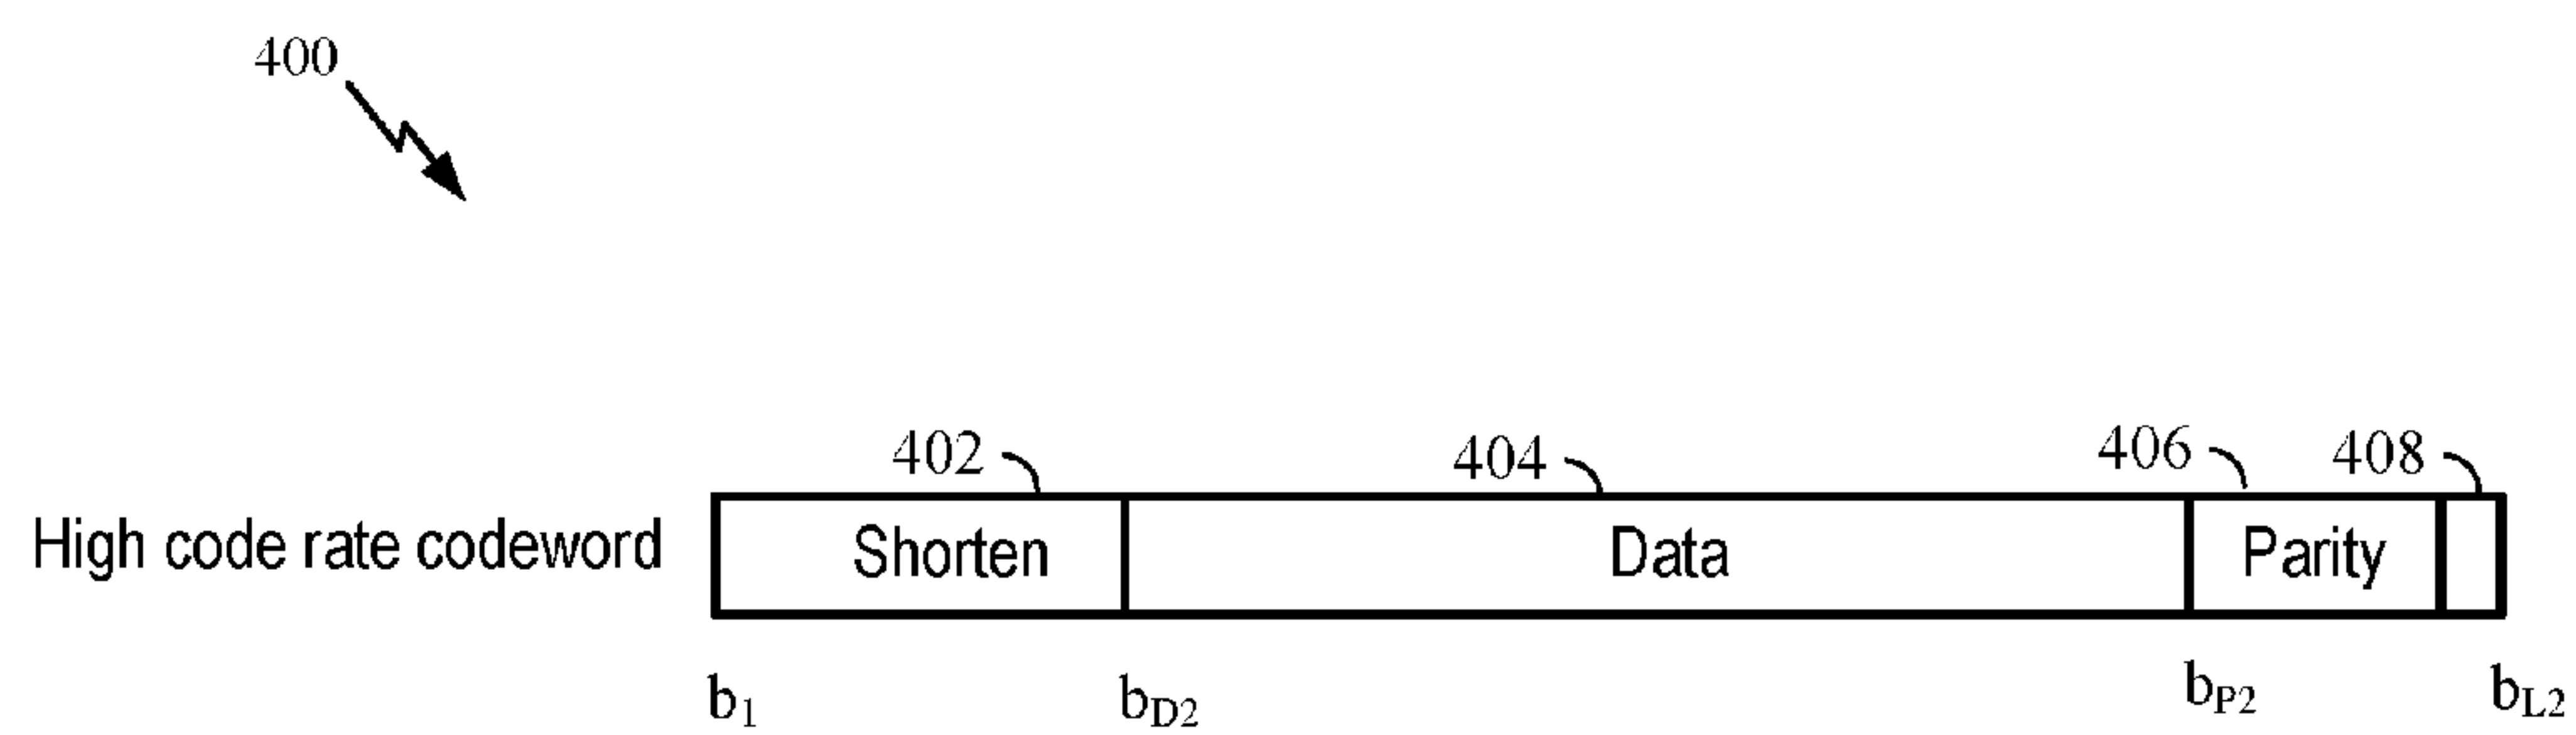 400
402 404 406 408
High code rate codeword Shorten Data Parity
b1 bD2 bP2 bL2